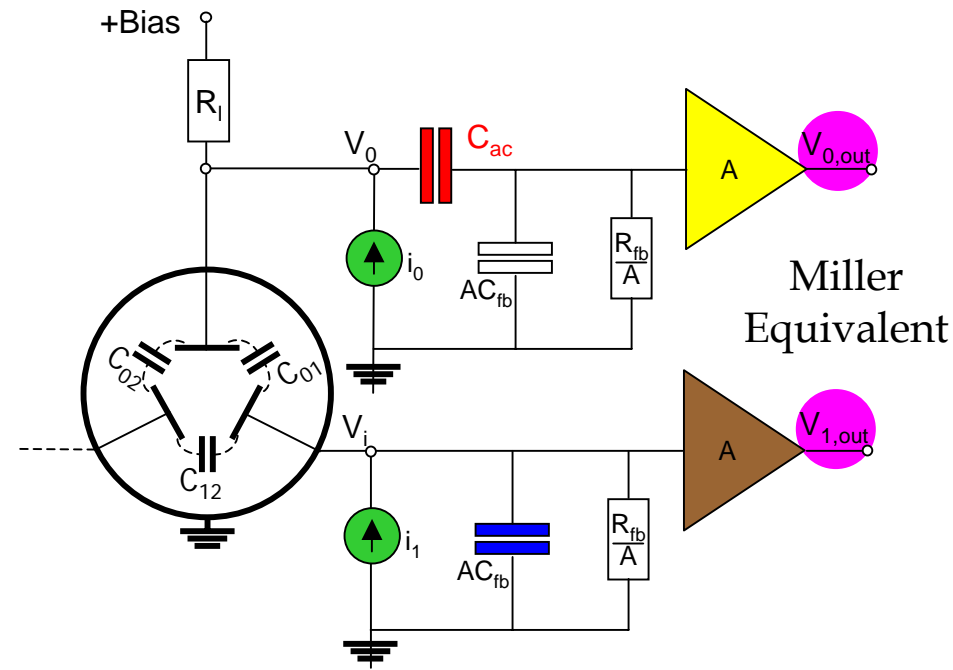 +Bias
R_l
V_0
C_ac
A
V_0,out
i_0
AC_fb
R_fb
A
Miller
Equivalent
C_02
C_01
C_12
V_i
A
V_1,out
i_1
AC_fb
R_fb
A